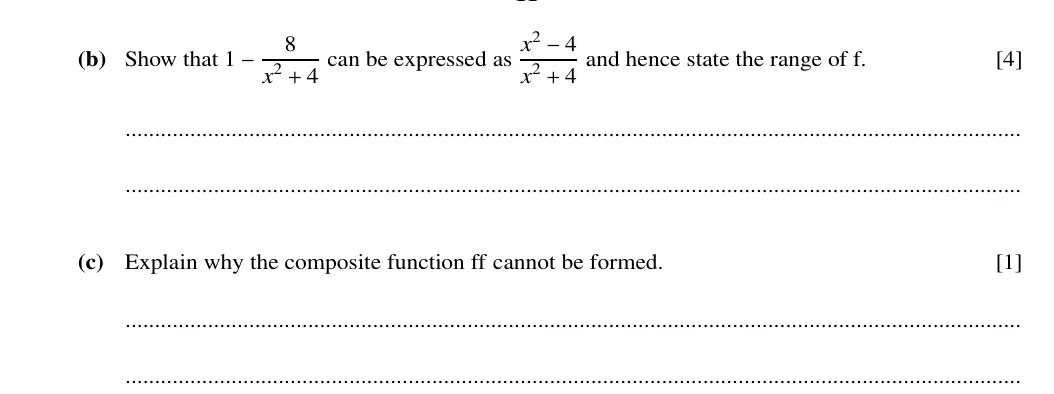 (b) Show that 1 − 8/(x² + 4) can be expressed as (x² − 4)/(x² + 4) and hence state the range of f. [4]
(c) Explain why the composite function ff cannot be formed. [1]